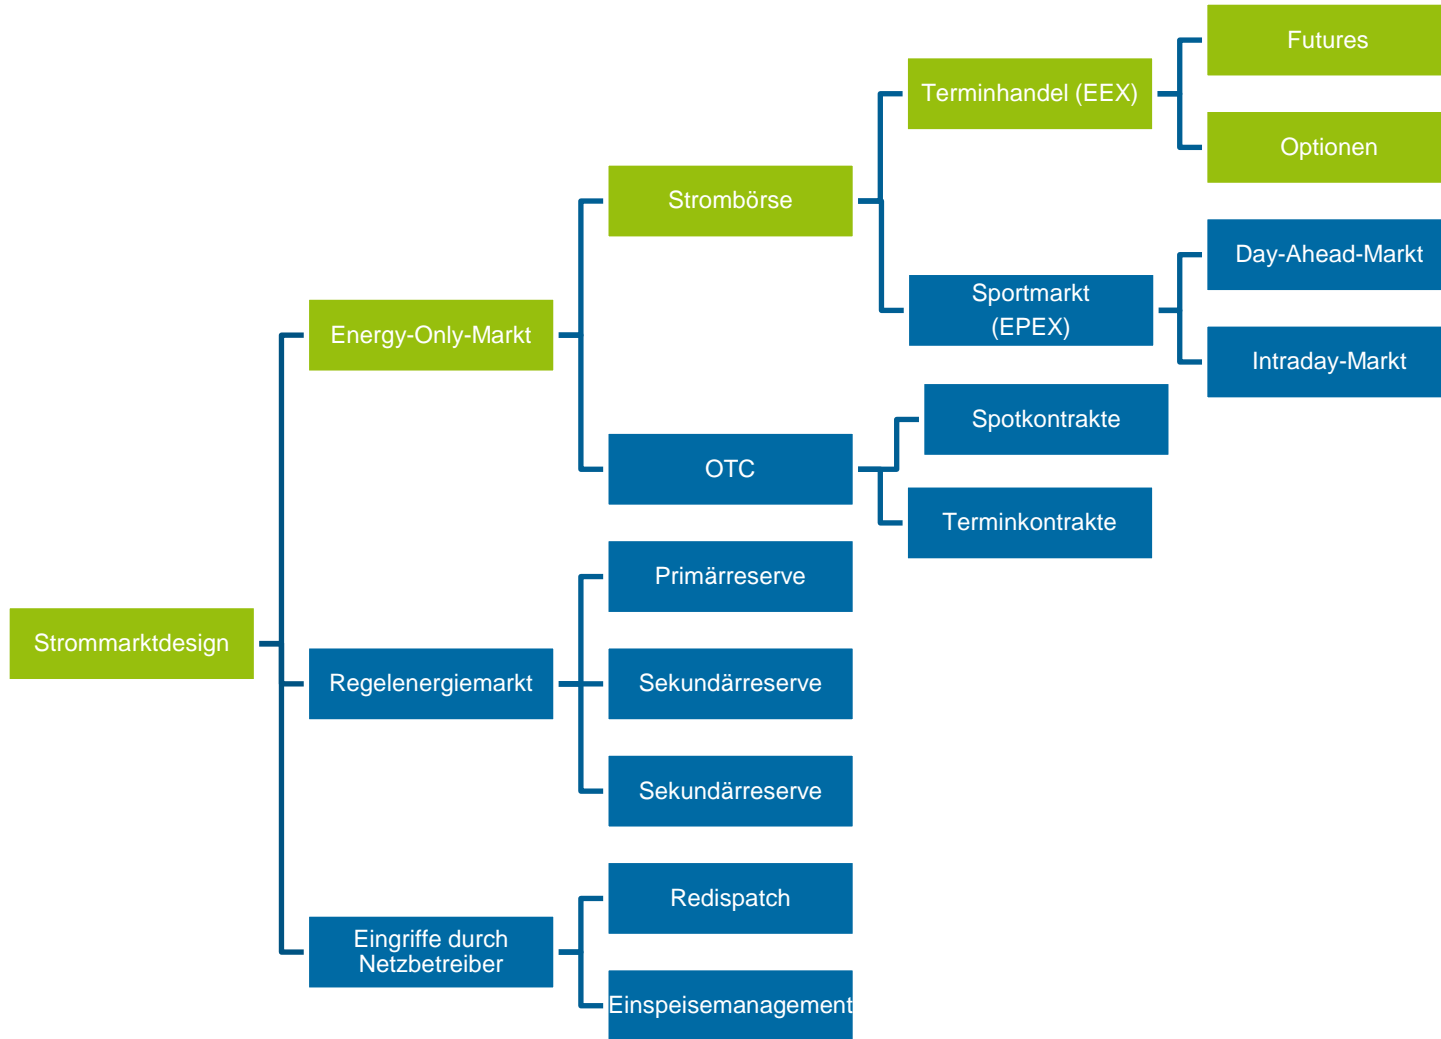 Futures
Terminhandel (EEX)
Optionen
Strombörse
Day-Ahead-Markt
Sportmarkt
(EPEX)
Energy-Only-Markt
Intraday-Markt
Spotkontrakte
OTC
Terminkontrakte
Primärreserve
Strommarktdesign
Regelenergiemarkt
Sekundärreserve
Sekundärreserve
Redispatch
Eingriffe durch
Netzbetreiber
Einspeisemanagement